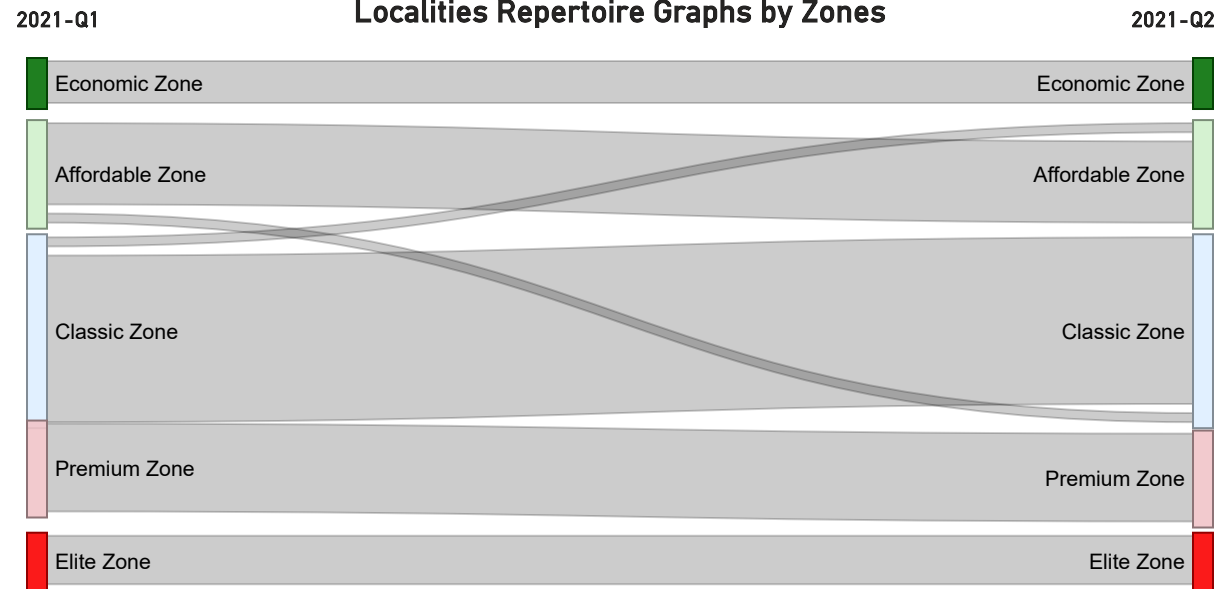 Localities Repertoire Graphs by Zones
2021-Q1
2021-Q2
Economic Zone
Economic Zone
Affordable Zone
Affordable Zone
Classic Zone
Classic Zone
Premium Zone
Premium Zone
Elite Zone
Elite Zone